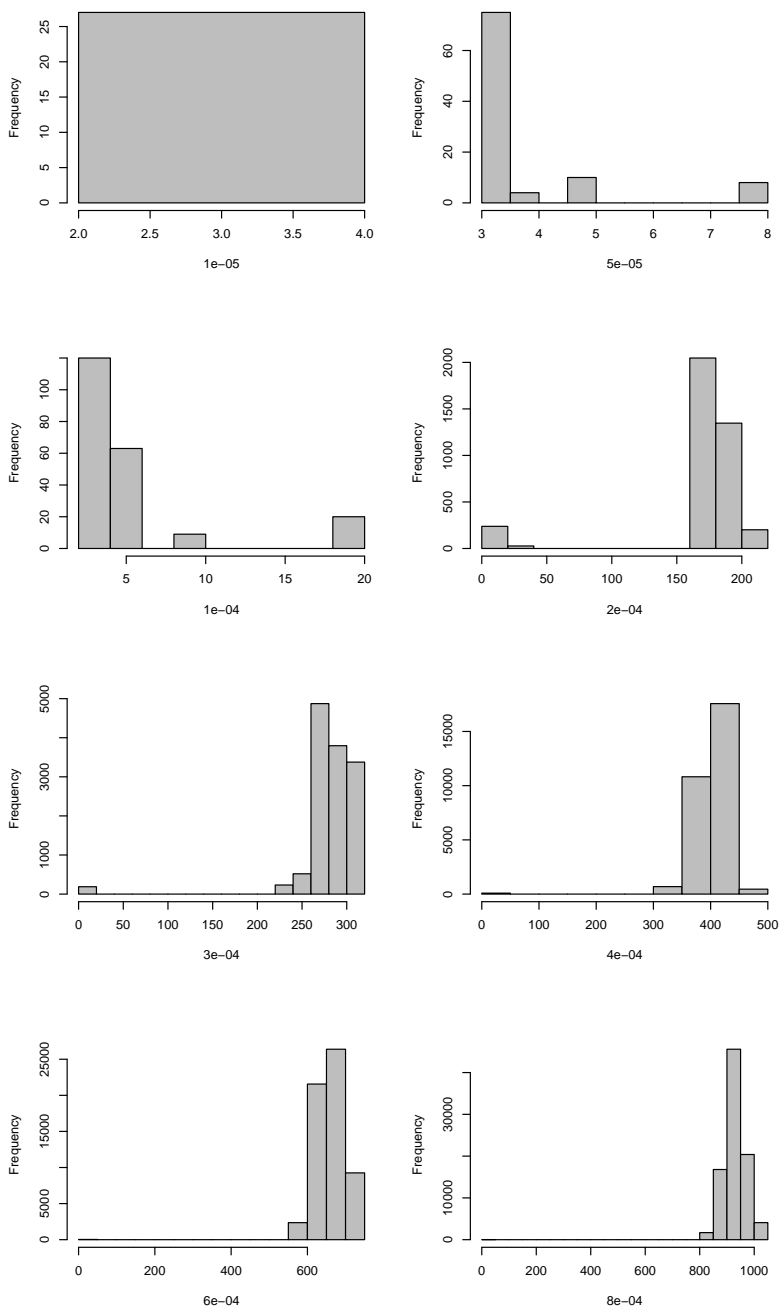 Frequency
0 5 10 15 20 25
2.0 2.5 3.0 3.5 4.0
1e−05
Frequency
0 20 40 60
3 4 5 6 7 8
5e−05
Frequency
0 20 40 60 80 100
5 10 15 20
1e−04
Frequency
0 500 1000 1500 2000
0 50 100 150 200
2e−04
Frequency
0 1000 3000 5000
0 50 100 150 200 250 300
3e−04
Frequency
0 5000 10000 15000
0 100 200 300 400 500
4e−04
Frequency
0 5000 15000 25000
0 200 400 600
6e−04
Frequency
0 10000 30000
0 200 400 600 800 1000
8e−04